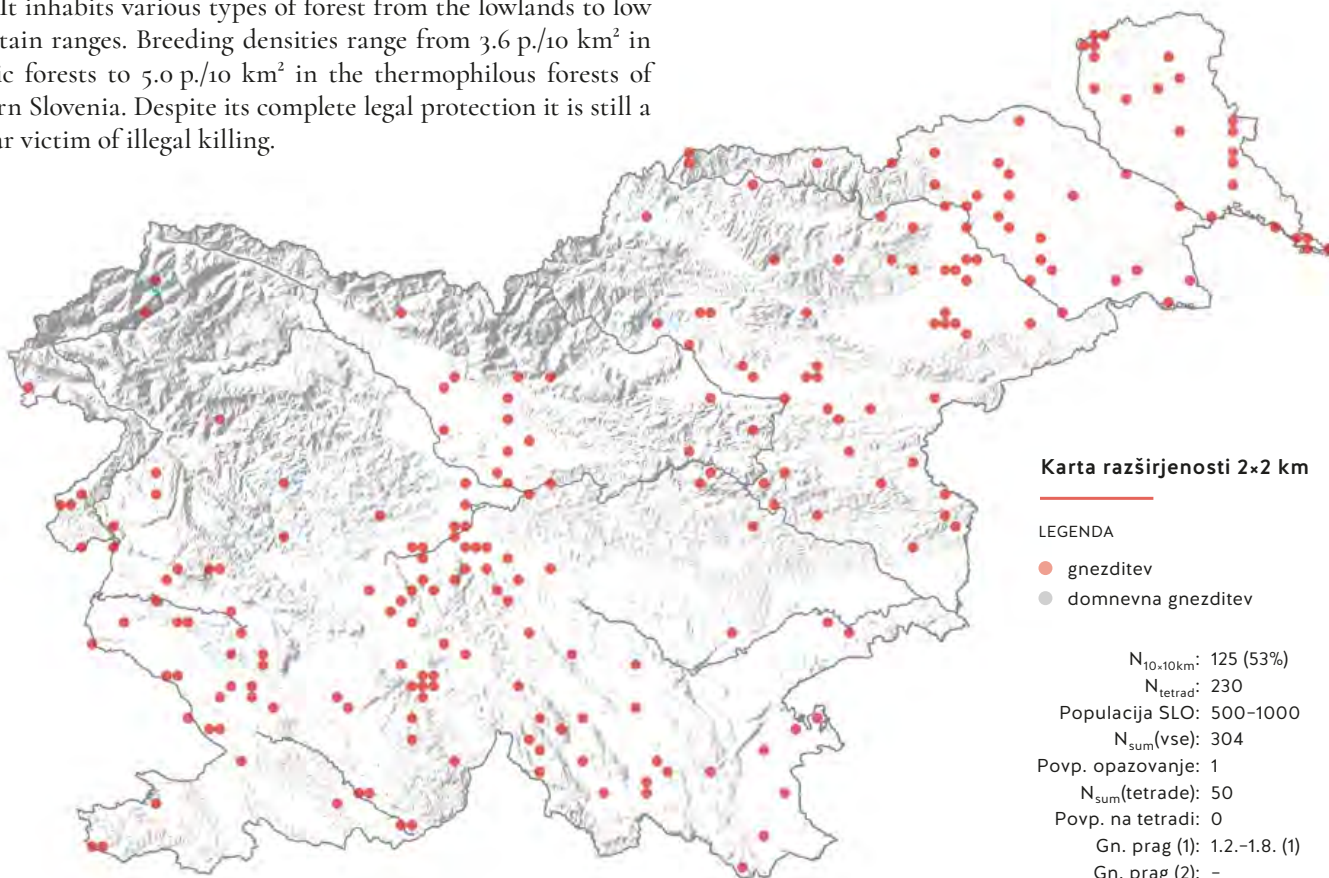 It inhabits various types of forest from the lowlands to low
tain ranges. Breeding densities range from 3.6 p./10 km² in
ic forests to 5.0 p./10 km² in the thermophilous forests of
rn Slovenia. Despite its complete legal protection it is still a
ar victim of illegal killing.
Karta razširjenosti 2×2 km
LEGENDA
gnezditev
domnevna gnezditev
N10×10km: 125 (53%)
Ntetrad: 230
Populacija SLO: 500–1000
Nsum(vse): 304
Povp. opazovanje: 1
Nsum(tetrade): 50
Povp. na tetradi: 0
Gn. prag (1): 1.2.–1.8. (1)
Gn. prag (2): –